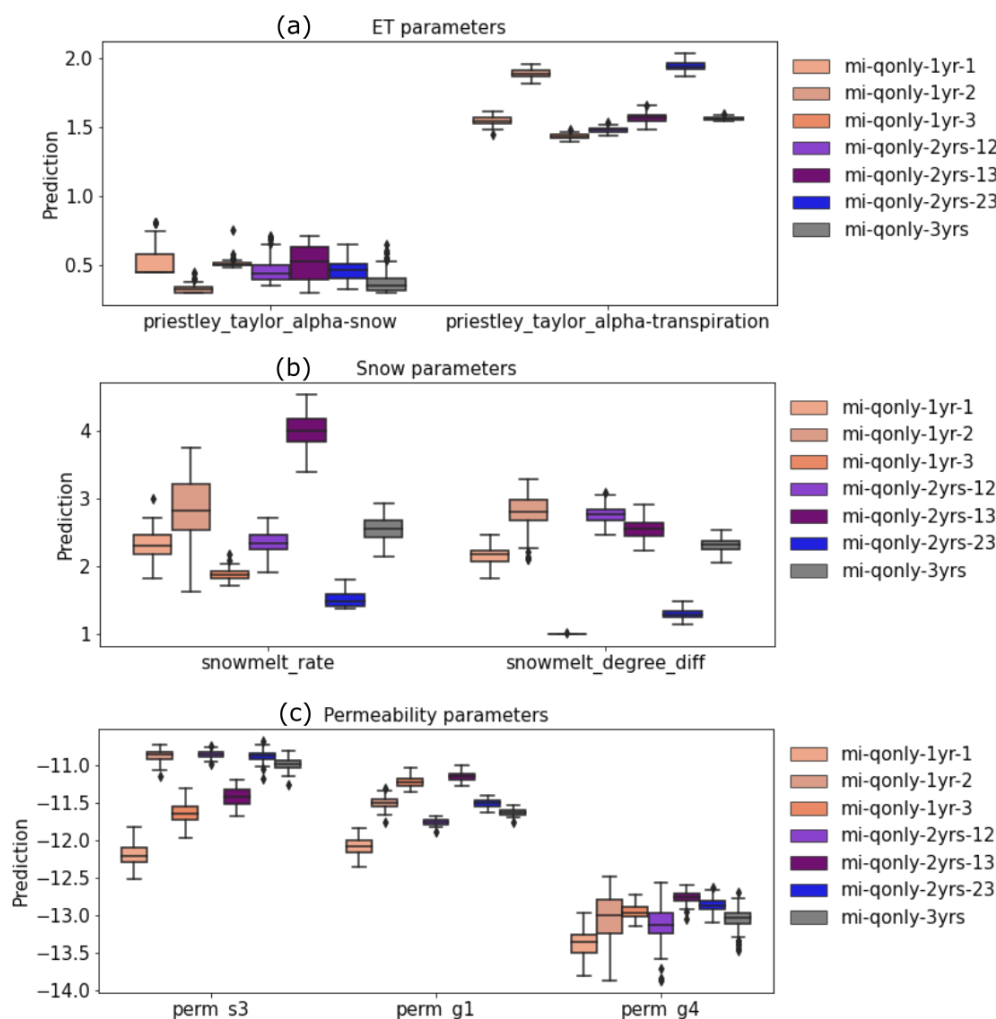 (a) ET parameters
2.0
1.5
1.0
0.5
Prediction
priestley_taylor_alpha-snow priestley_taylor_alpha-transpiration
mi-qonly-1yr-1
mi-qonly-1yr-2
mi-qonly-1yr-3
mi-qonly-2yrs-12
mi-qonly-2yrs-13
mi-qonly-2yrs-23
mi-qonly-3yrs
(b) Snow parameters
4
3
2
1
Prediction
snowmelt_rate snowmelt_degree_diff
mi-qonly-1yr-1
mi-qonly-1yr-2
mi-qonly-1yr-3
mi-qonly-2yrs-12
mi-qonly-2yrs-13
mi-qonly-2yrs-23
mi-qonly-3yrs
(c) Permeability parameters
−11.0
−11.5
−12.0
−12.5
−13.0
−13.5
−14.0
Prediction
perm_s3 perm_g1 perm_g4
mi-qonly-1yr-1
mi-qonly-1yr-2
mi-qonly-1yr-3
mi-qonly-2yrs-12
mi-qonly-2yrs-13
mi-qonly-2yrs-23
mi-qonly-3yrs